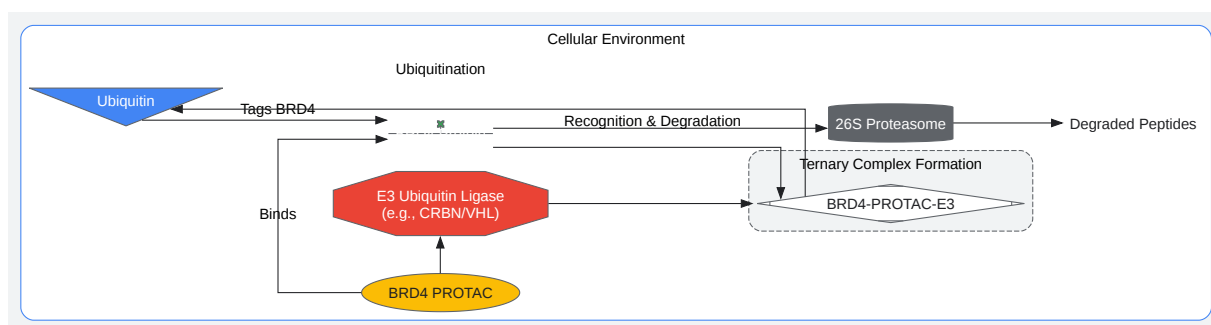 Cellular Environment
Ubiquitination
Ubiquitin
Tags BRD4
Recognition & Degradation
26S Proteasome
Degraded Peptides
Ternary Complex Formation
E3 Ubiquitin Ligase
(e.g., CRBN/VHL)
BRD4-PROTAC-E3
Binds
BRD4 PROTAC